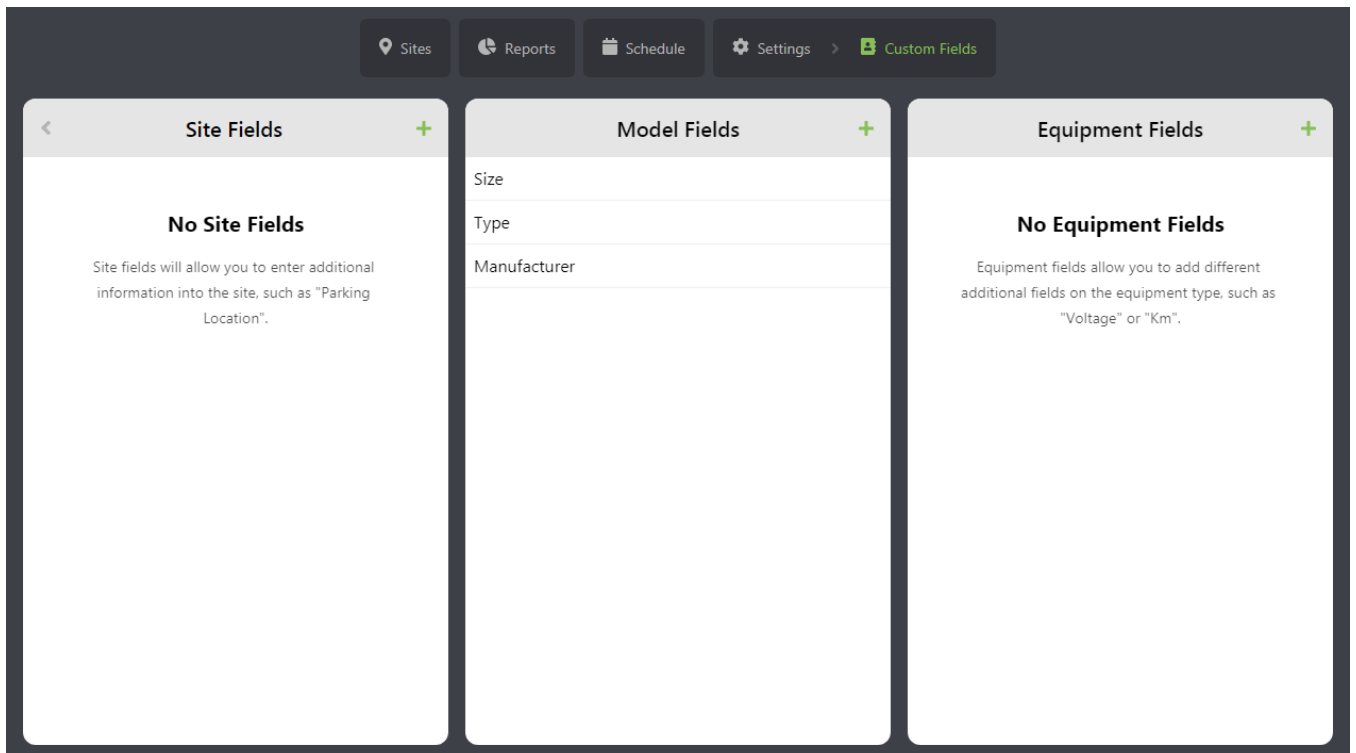 Sites
Reports
Schedule
Settings
Custom Fields
Site Fields
No Site Fields
Site fields will allow you to enter additional
information into the site, such as "Parking
Location".
Model Fields
Size
Type
Manufacturer
Equipment Fields
No Equipment Fields
Equipment fields allow you to add different
additional fields on the equipment type, such as
"Voltage" or "Km".